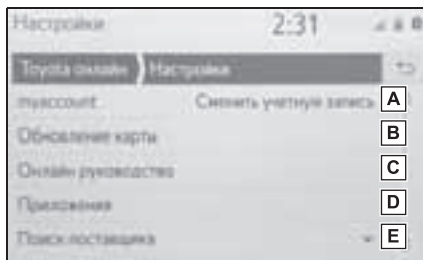 Настройки 2:31
Toyota онлайн Настройки
myaccount Сменить учетную запись A
Обновление карты B
Онлайн руководство C
Приложения D
Поиск поставщика E